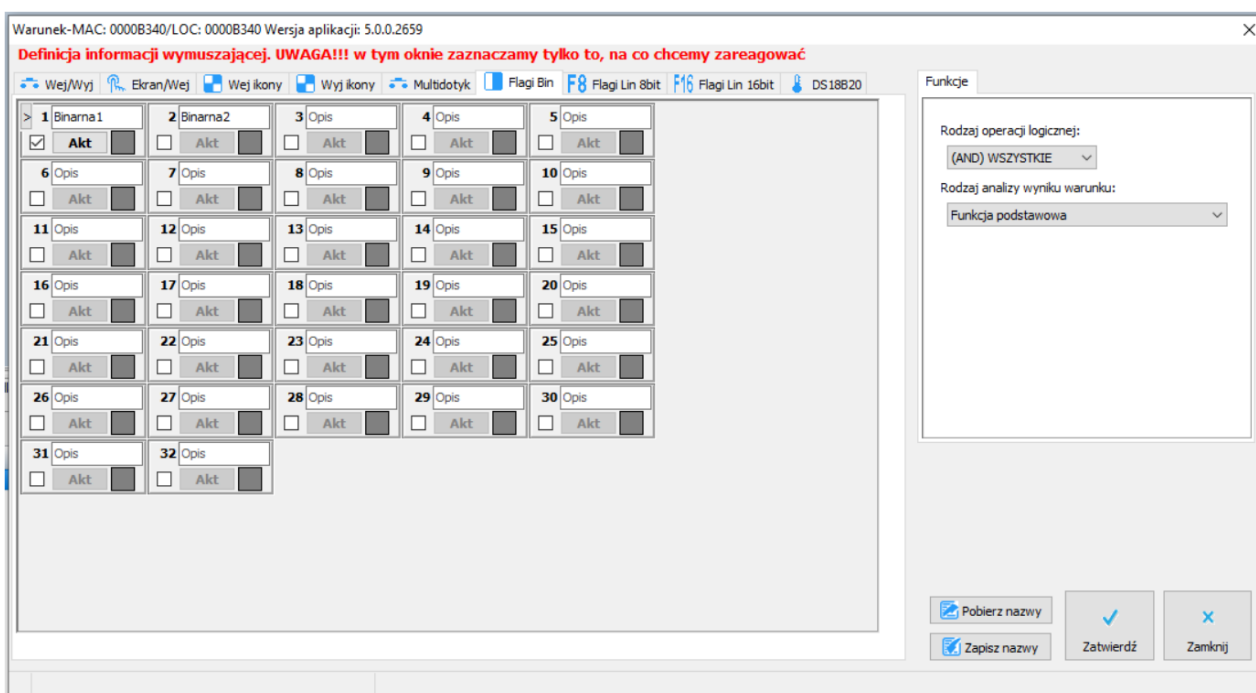 Warunek-MAC: 0000B340/LOC: 0000B340 Wersja aplikacji: 5.0.0.2659
Definicja informacji wymuszającej. UWAGA!!! w tym oknie zaznaczamy tylko to, na co chcemy zareagować
Wej/Wyj Ekran/Wej Wej ikony Wyj ikony Multidotyk Flagi Bin F8 Flagi Lin 8bit F16 Flagi Lin 16bit DS18B20
> 1 Binarna1 2 Binarna2 3 Opis 4 Opis 5 Opis
Akt Akt Akt Akt Akt
6 Opis 7 Opis 8 Opis 9 Opis 10 Opis
Akt Akt Akt Akt Akt
11 Opis 12 Opis 13 Opis 14 Opis 15 Opis
Akt Akt Akt Akt Akt
16 Opis 17 Opis 18 Opis 19 Opis 20 Opis
Akt Akt Akt Akt Akt
21 Opis 22 Opis 23 Opis 24 Opis 25 Opis
Akt Akt Akt Akt Akt
26 Opis 27 Opis 28 Opis 29 Opis 30 Opis
Akt Akt Akt Akt Akt
31 Opis 32 Opis
Akt Akt
Funkcje
Rodzaj operacji logicznej:
(AND) WSZYSTKIE
Rodzaj analizy wyniku warunku:
Funkcja podstawowa
Pobierz nazwy
Zapisz nazwy
Zatwierdź
Zamknij